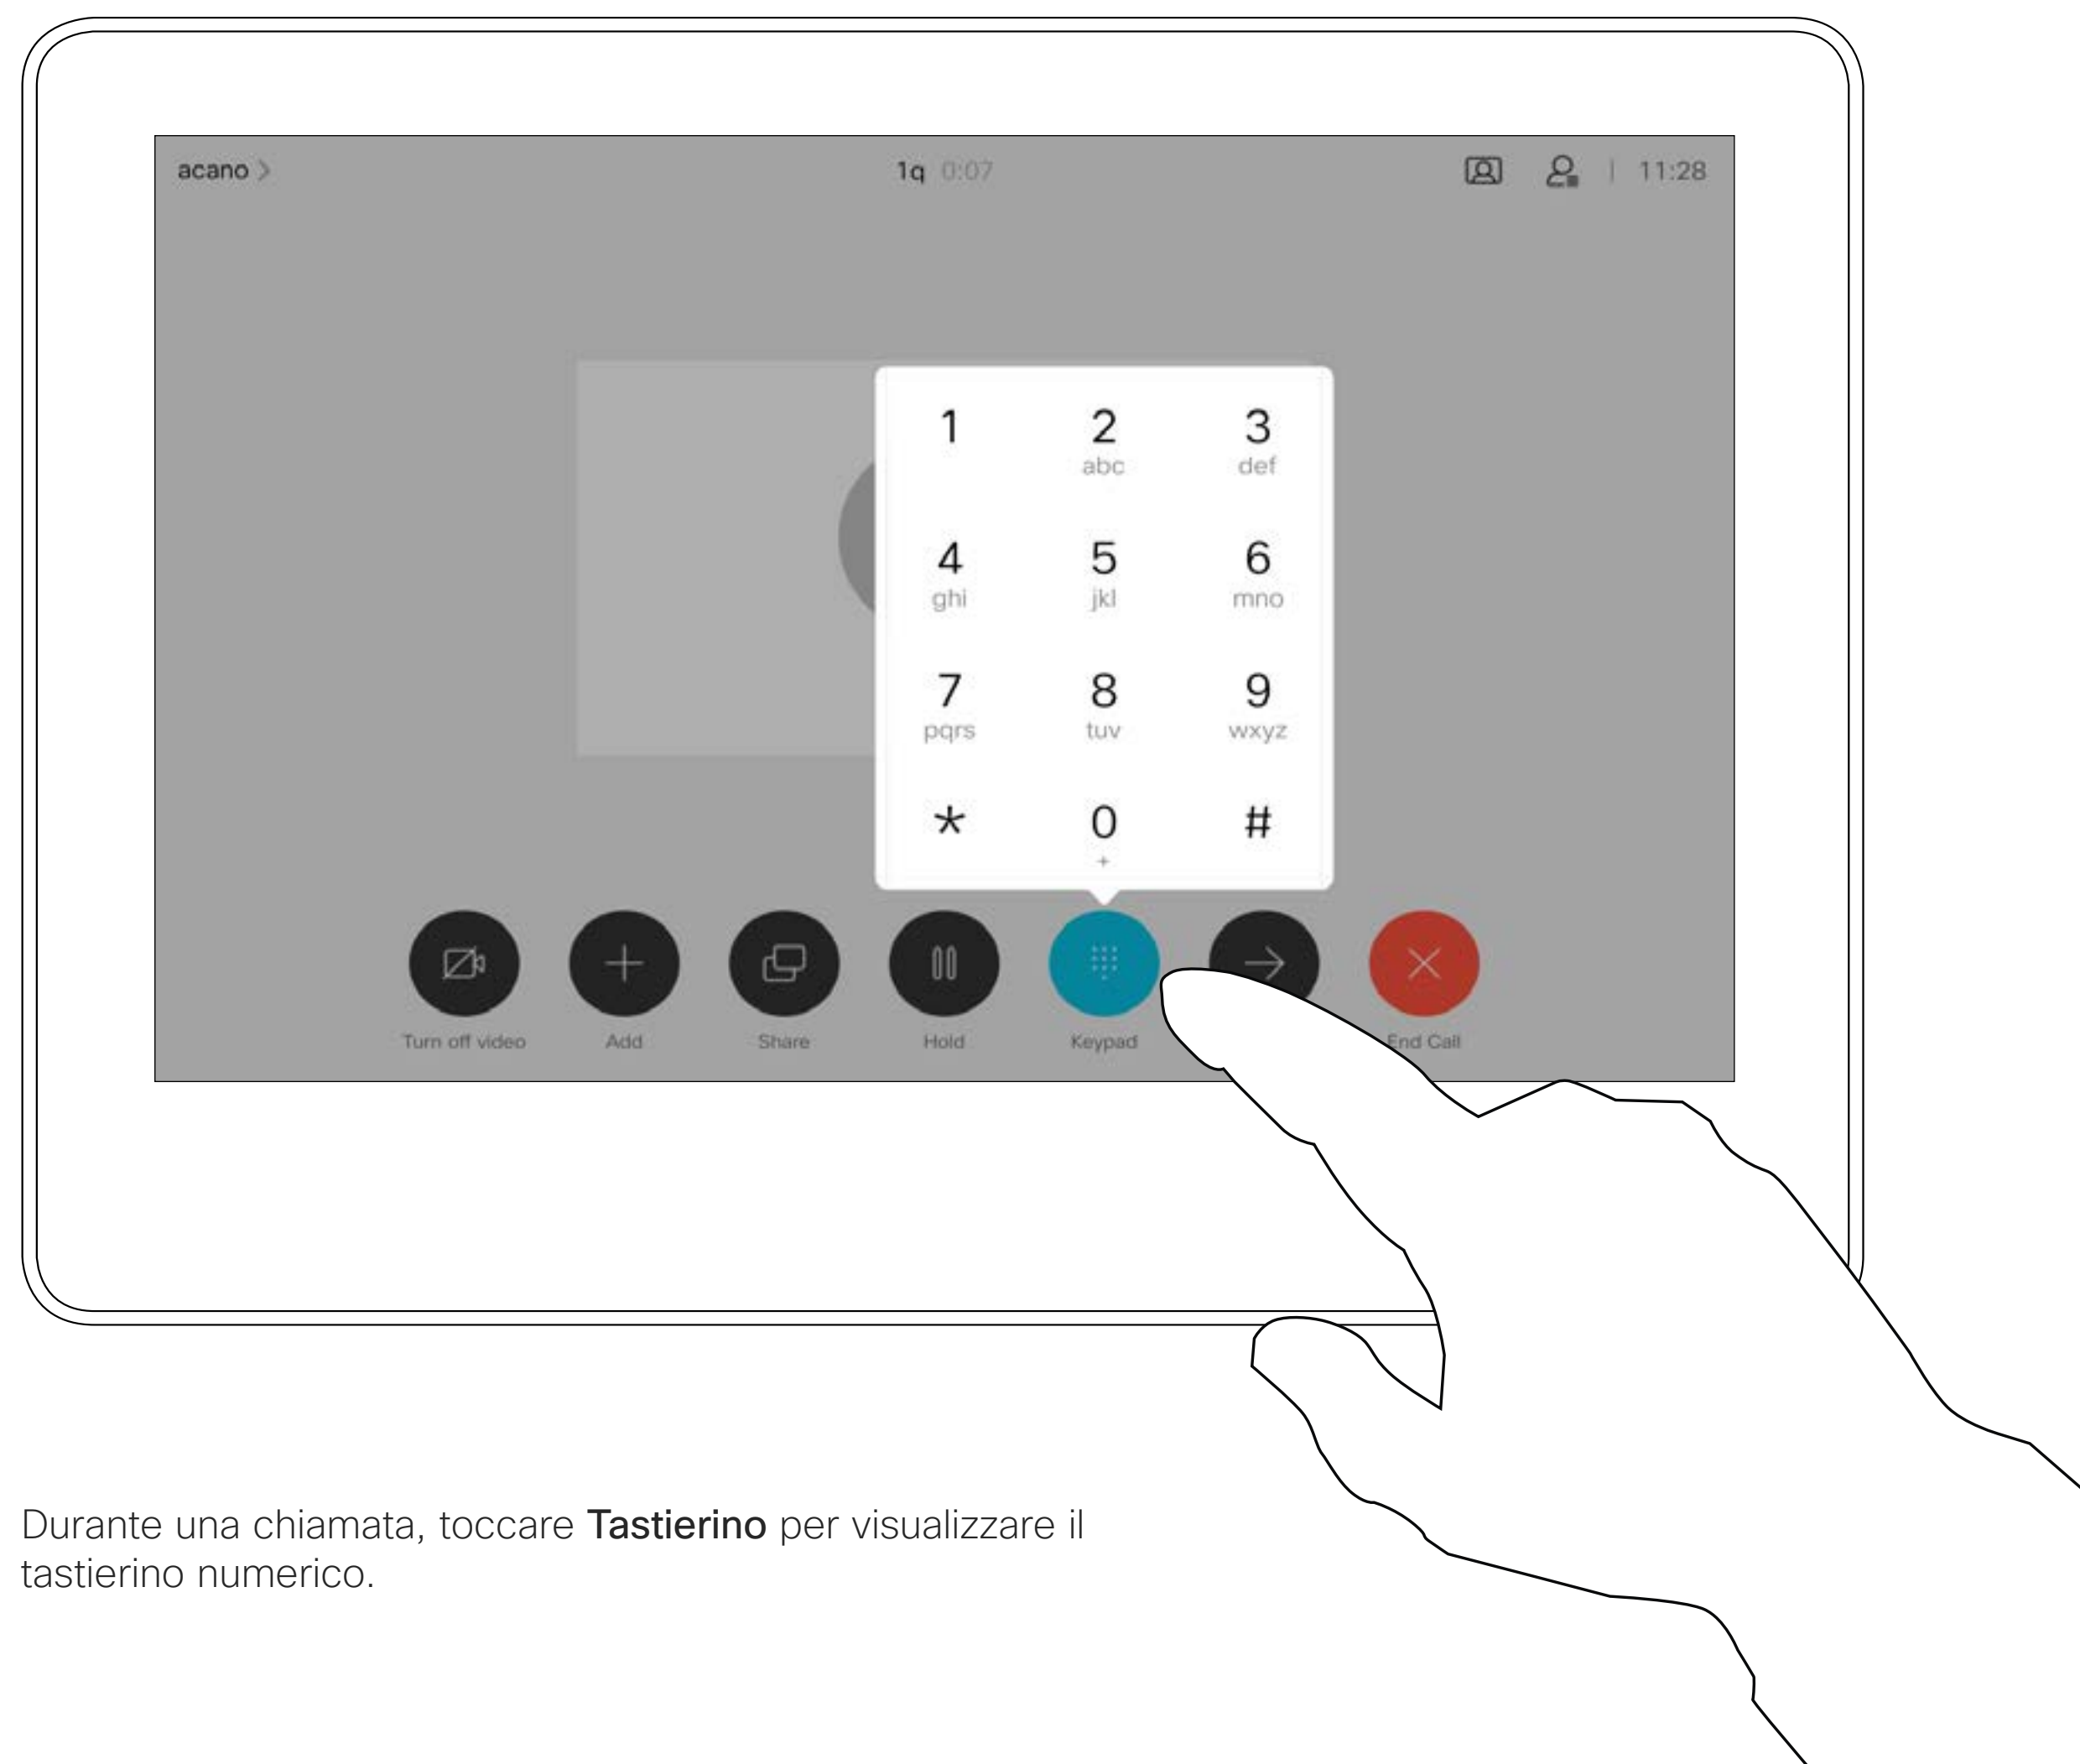 acano
1q 0:07
11:28
1 2 3
abc def
4 5 6
ghi jkl mno
7 8 9
pqrs tuv wxyz
* 0 #
+
Turn off video Add Share Hold Keypad End Call
Durante una chiamata, toccare Tastierino per visualizzare il
tastierino numerico.